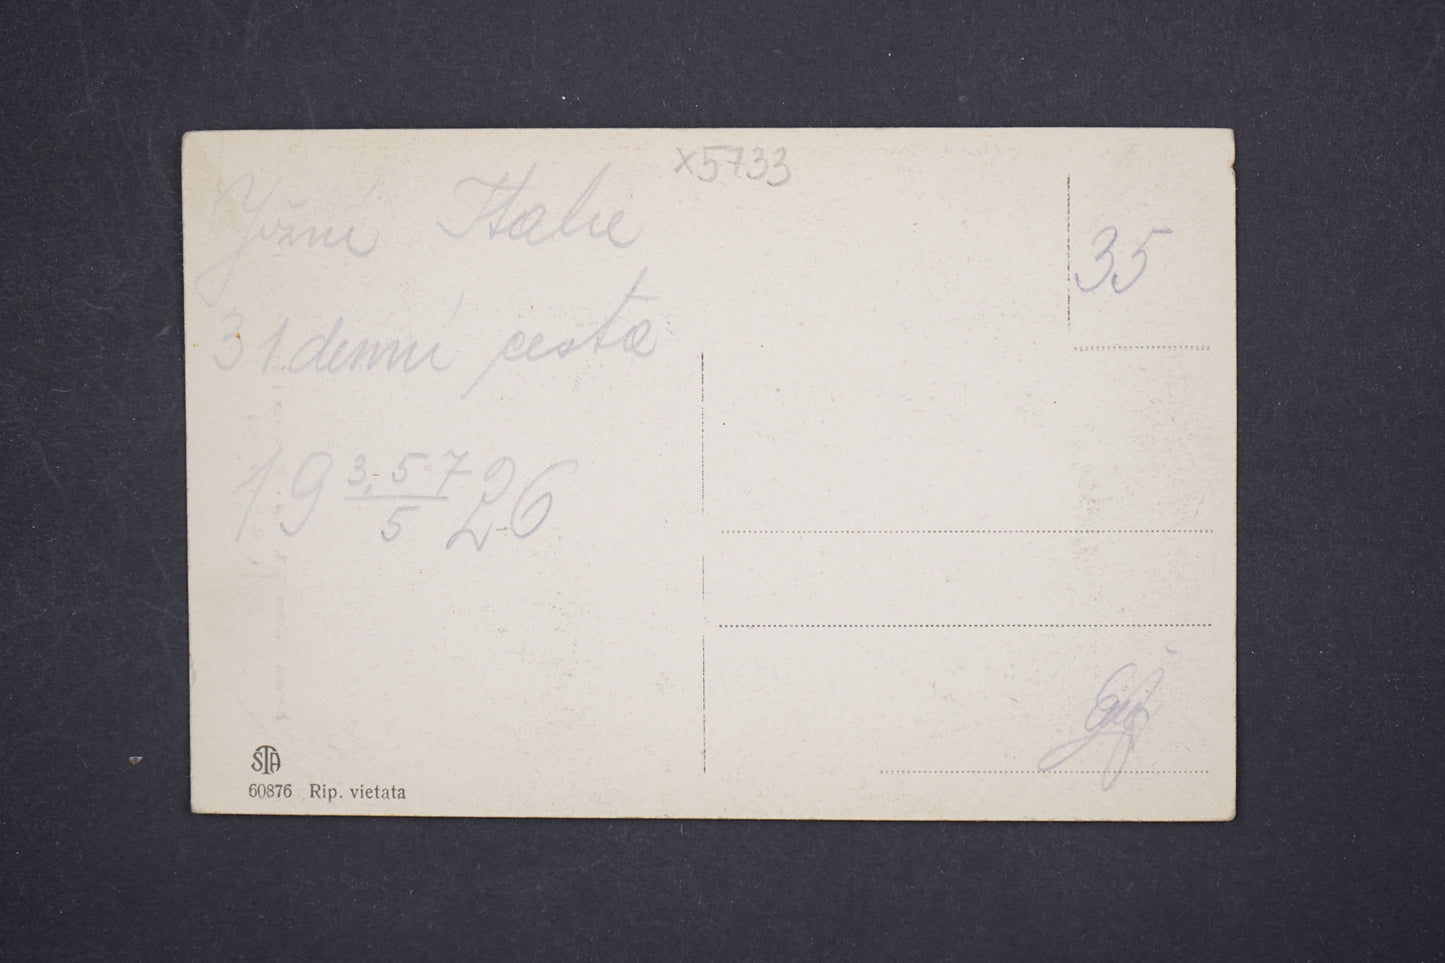 x5733
Jižní Italie
31 denní cesta
19 3.-5.7/5 26
35
STA
60876 Rip. vietata